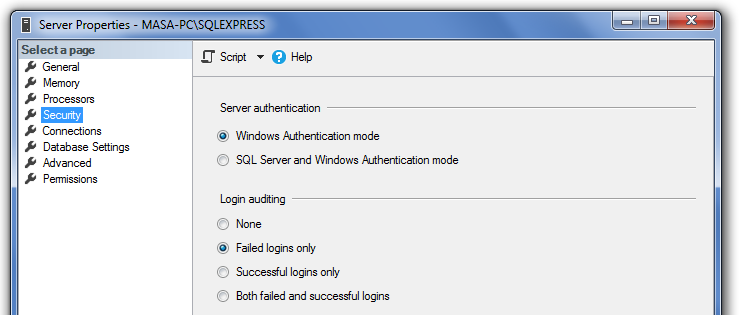 Server Properties - MASA-PC\SQLEXPRESS
Select a page
General
Memory
Processors
Security
Connections
Database Settings
Advanced
Permissions
Script
Help
Server authentication
Windows Authentication mode
SQL Server and Windows Authentication mode
Login auditing
None
Failed logins only
Successful logins only
Both failed and successful logins